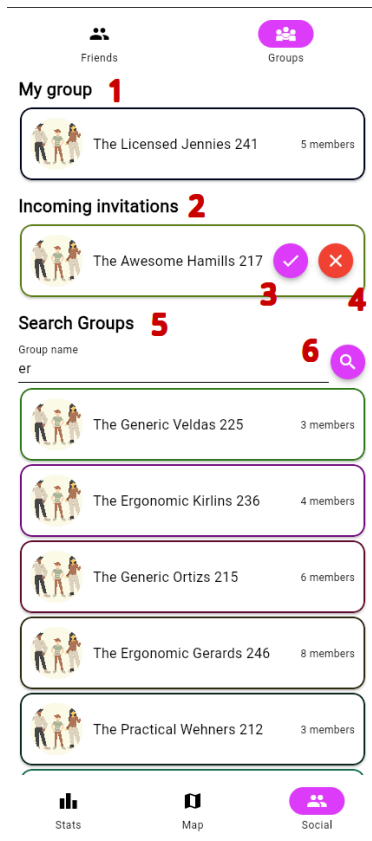 Friends Groups
My group 1
The Licensed Jennies 241 5 members
Incoming invitations 2
The Awesome Hamills 217
3 4
Search Groups 5
Group name 6
er
The Generic Veldas 225 3 members
The Ergonomic Kirlins 236 4 members
The Generic Ortizs 215 6 members
The Ergonomic Gerards 246 8 members
The Practical Wehners 212 3 members
Stats Map Social